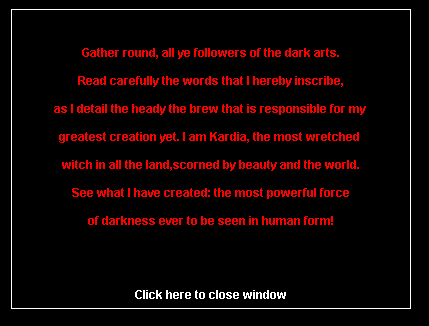 Gather round, all ye followers of the dark arts.
Read carefully the words that I hereby inscribe,
as I detail the heady the brew that is responsible for my
greatest creation yet. I am Kardia, the most wretched
witch in all the land,scorned by beauty and the world.
See what I have created: the most powerful force
of darkness ever to be seen in human form!
Click here to close window